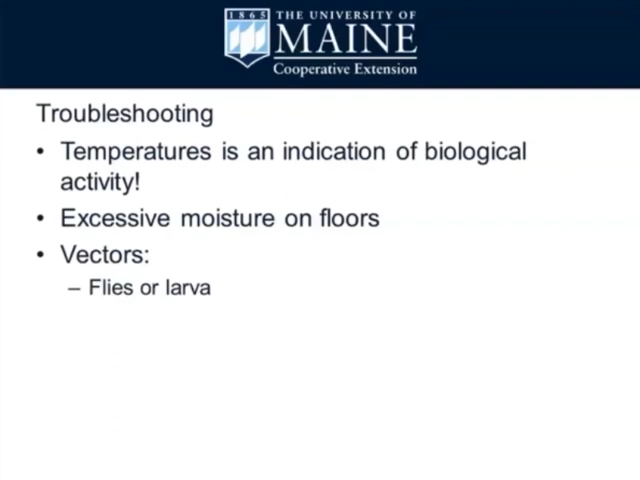 1865 THE UNIVERSITY OF
MAINE
Cooperative Extension
Troubleshooting
• Temperatures is an indication of biological
activity!
• Excessive moisture on floors
• Vectors:
– Flies or larva